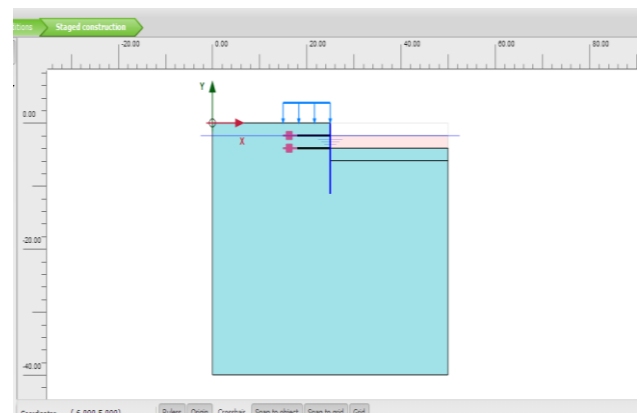 itions Staged construction
-20.00 0.00 20.00 40.00 60.00 80.00
Y
0.00
X
-20.00
-40.00
Rulers Origin Crosshair Snap to object Snap to grid Grid